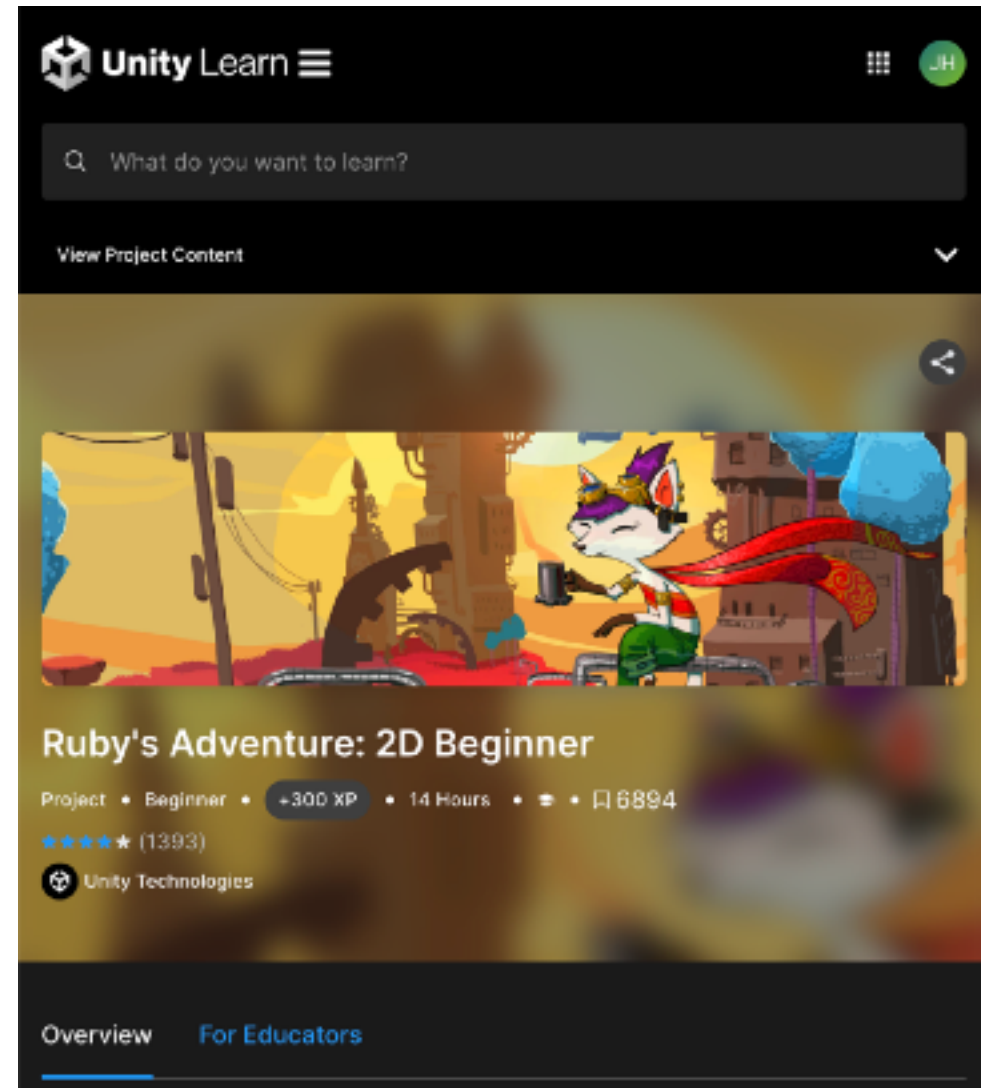 Unity Learn
JH
What do you want to learn?
View Project Content
Ruby's Adventure: 2D Beginner
Project • Beginner • +300 XP • 14 Hours • • 6894
(1393)
Unity Technologies
Overview For Educators